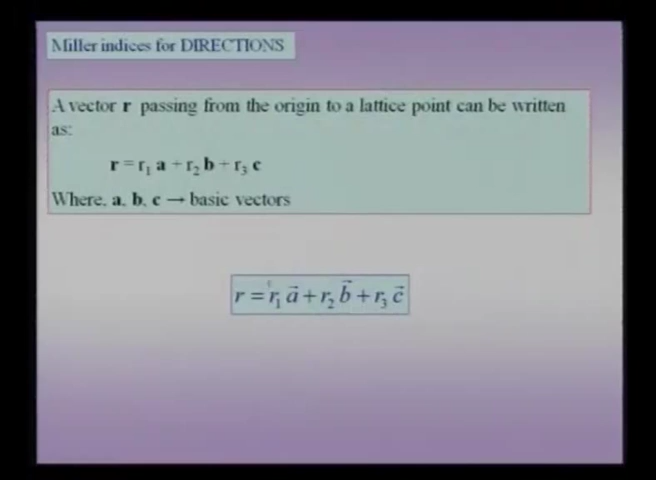 Miller indices for DIRECTIONS
A vector r passing from the origin to a lattice point can be written
as:
r = r₁ a + r₂ b + r₃ c
Where, a, b, c → basic vectors
r = r₁ a⃗ + r₂ b⃗ + r₃ c⃗